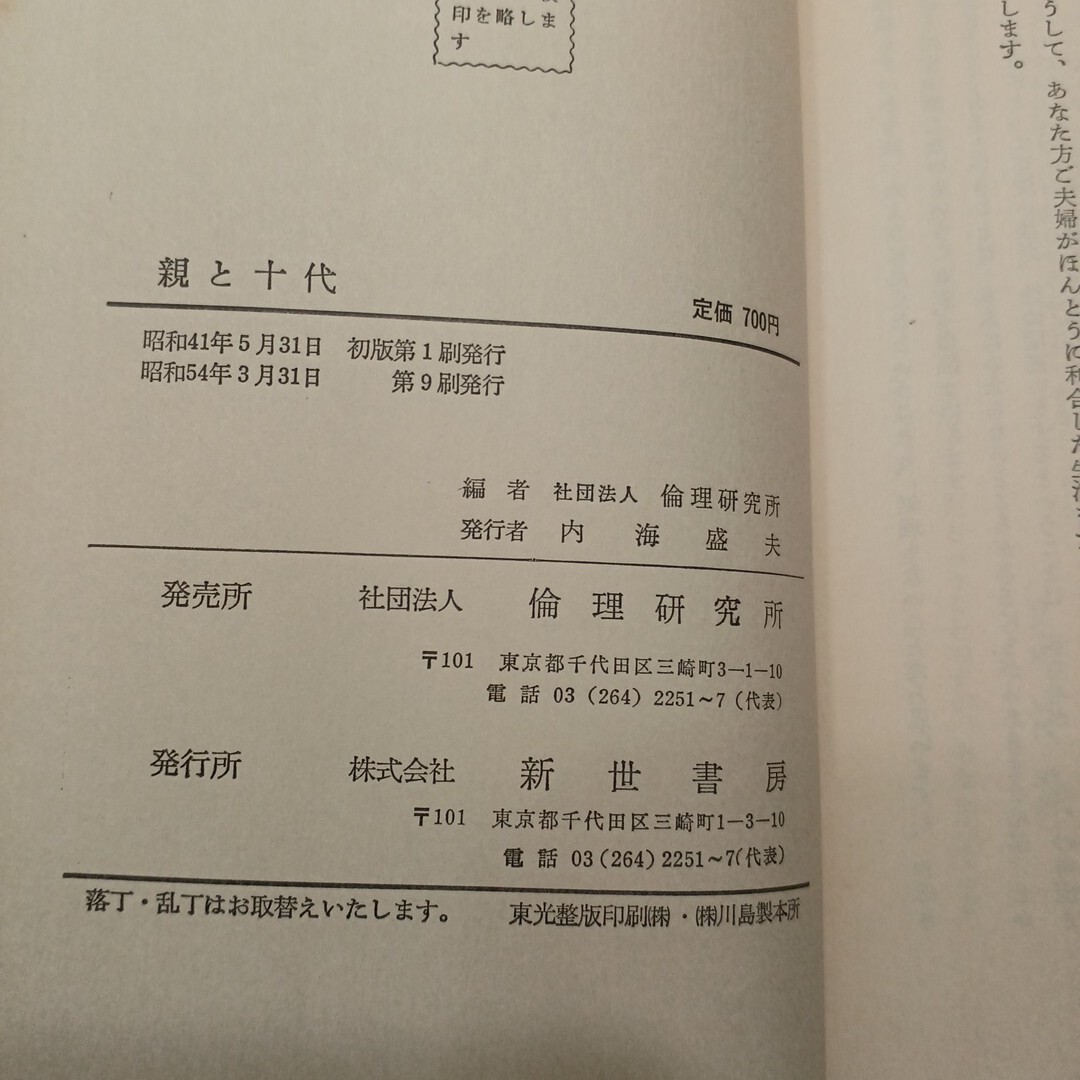 印を略しま
す
親と十代
定価 700円
昭和41年5月31日 初版第1刷発行
昭和54年3月31日 第9刷発行
編者 社団法人 倫理研究所
発行者 内海盛夫
発売所 社団法人 倫理研究所
〒101 東京都千代田区三崎町3―1―10
電話 03(264)2251~7(代表)
発行所 株式会社 新世書房
〒101 東京都千代田区三崎町1―3―10
電話 03(264)2251~7(代表)
落丁・乱丁はお取替えいたします。 東光整版印刷㈱・㈱川島製本所
うして、あなた方ご夫婦がほんとうに和合した生活
します。